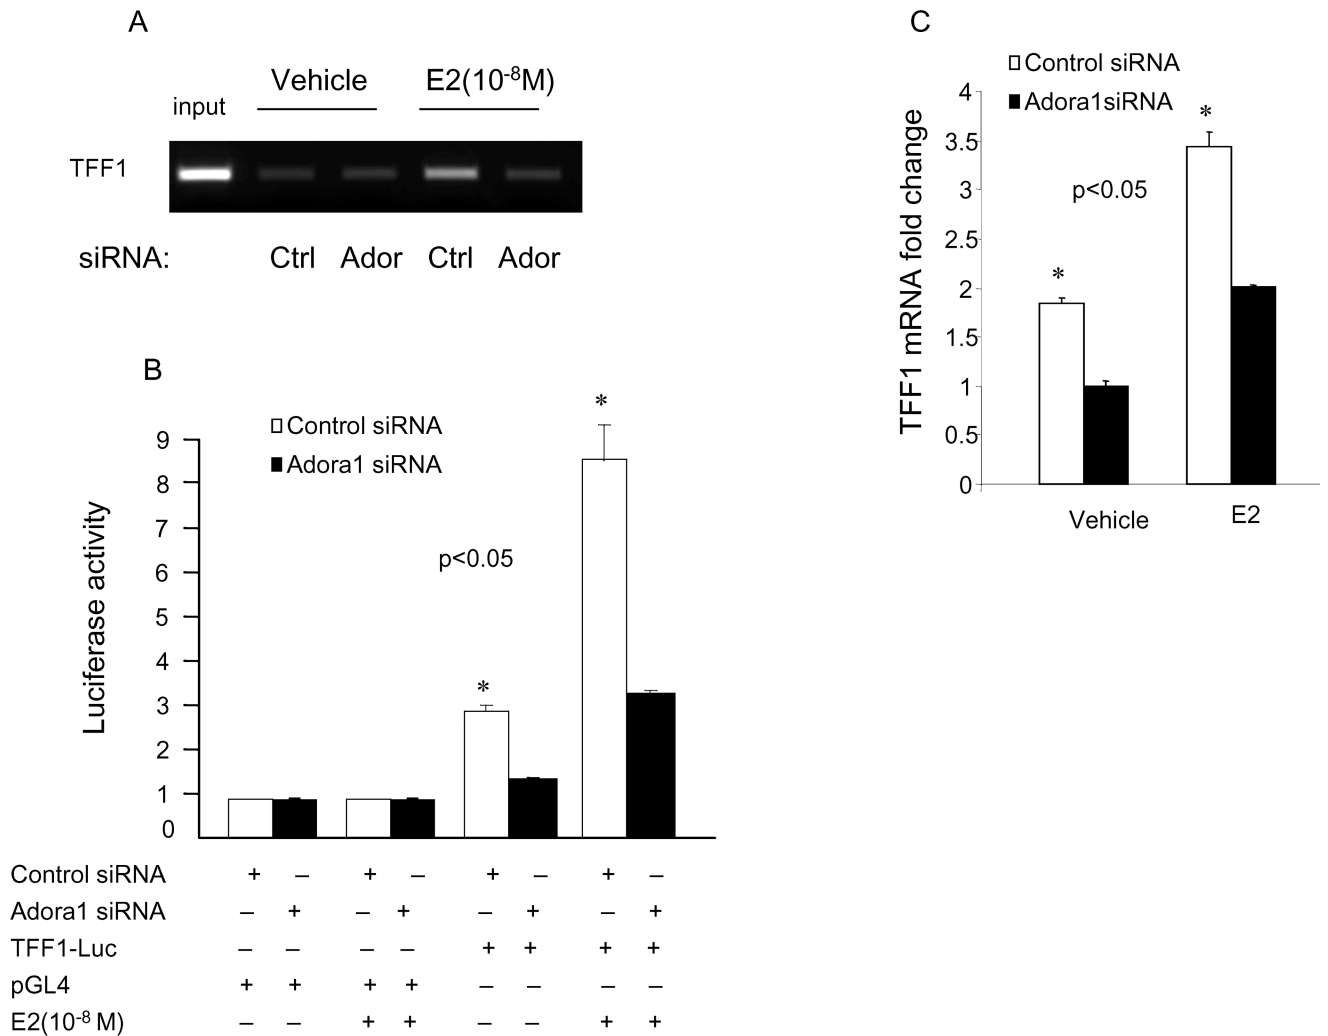 A
Vehicle E2(10⁻⁸M)
input
TFF1
siRNA: Ctrl Ador Ctrl Ador
B
□Control siRNA
■Adora1 siRNA
*
*
p<0.05
Luciferase activity
9
8
7
6
5
4
3
2
1
0
Control siRNA + – + – + – + –
Adora1 siRNA – + – + – + – +
TFF1-Luc – – – – + + + +
pGL4 + + + + – – – –
E2(10⁻⁸ M) – – + + – – + +
C
□Control siRNA
■Adora1siRNA
*
*
p<0.05
TFF1 mRNA fold change
4
3.5
3
2.5
2
1.5
1
0.5
0
Vehicle E2